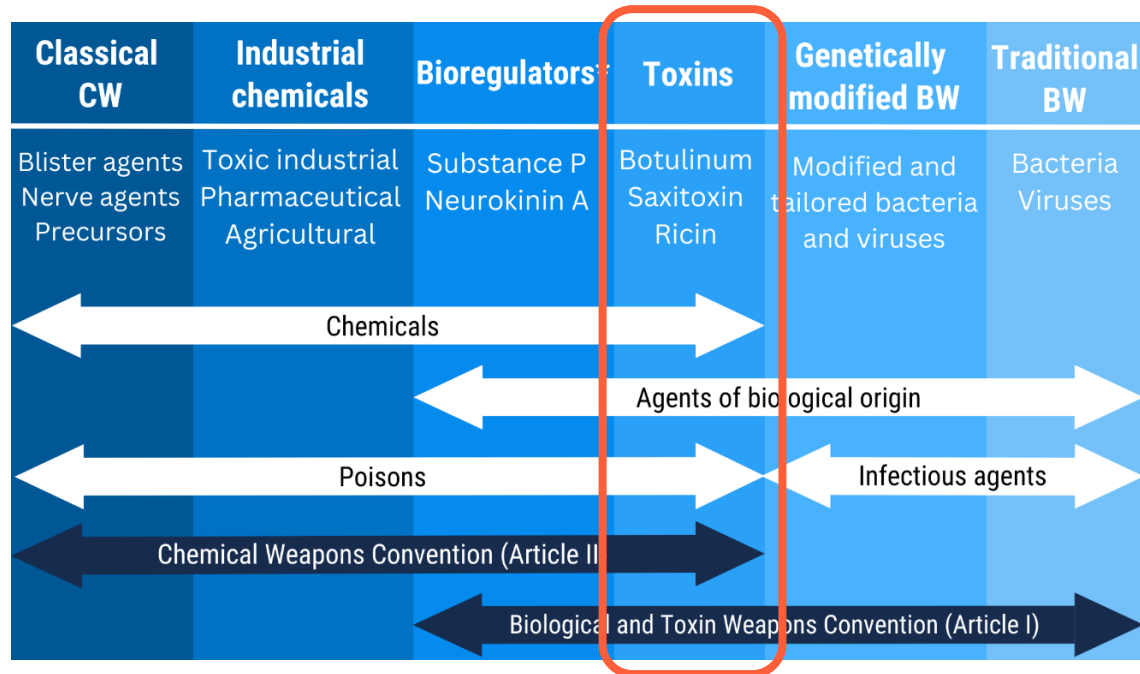 Classical
CW
Industrial
chemicals
Bioregulators*
Toxins
Genetically
modified BW
Traditional
BW
Blister agents
Nerve agents
Precursors
Toxic industrial
Pharmaceutical
Agricultural
Substance P
Neurokinin A
Botulinum
Saxitoxin
Ricin
Modified and
tailored bacteria
and viruses
Bacteria
Viruses
Chemicals
Agents of biological origin
Poisons
Infectious agents
Chemical Weapons Convention (Article II)
Biological and Toxin Weapons Convention (Article I)